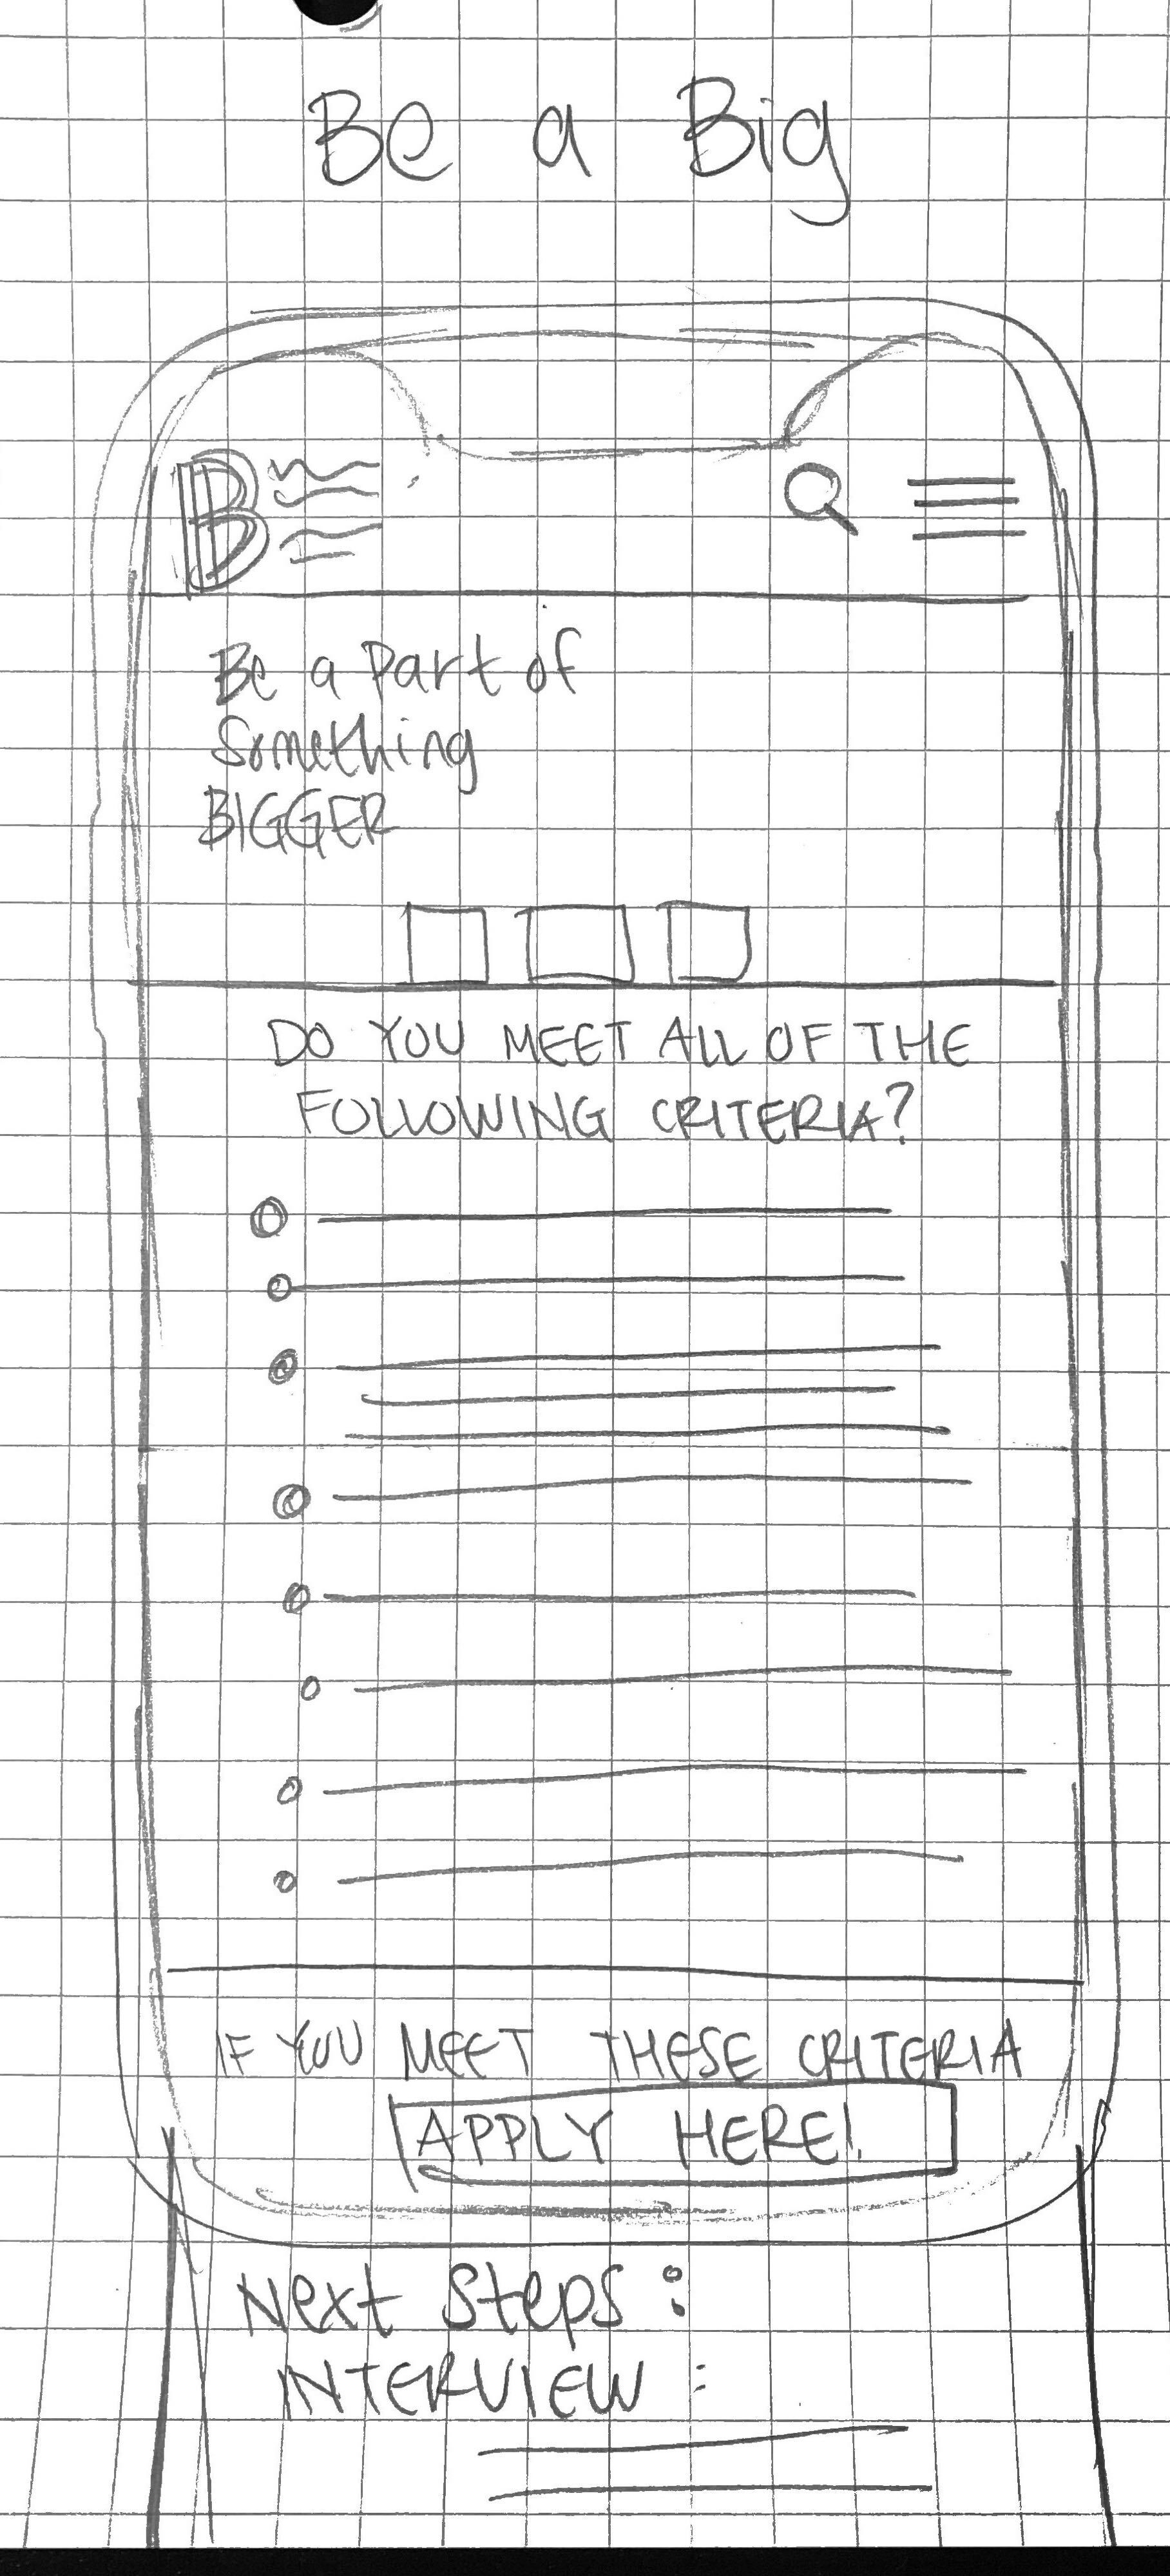 Be a Big
B
Be a Part of
Something
BIGGER
DO YOU MEET ALL OF THE
FOLLOWING CRITERIA?
IF YOU MEET THESE CRITERIA
APPLY HERE!
Next Steps:
INTERVIEW: